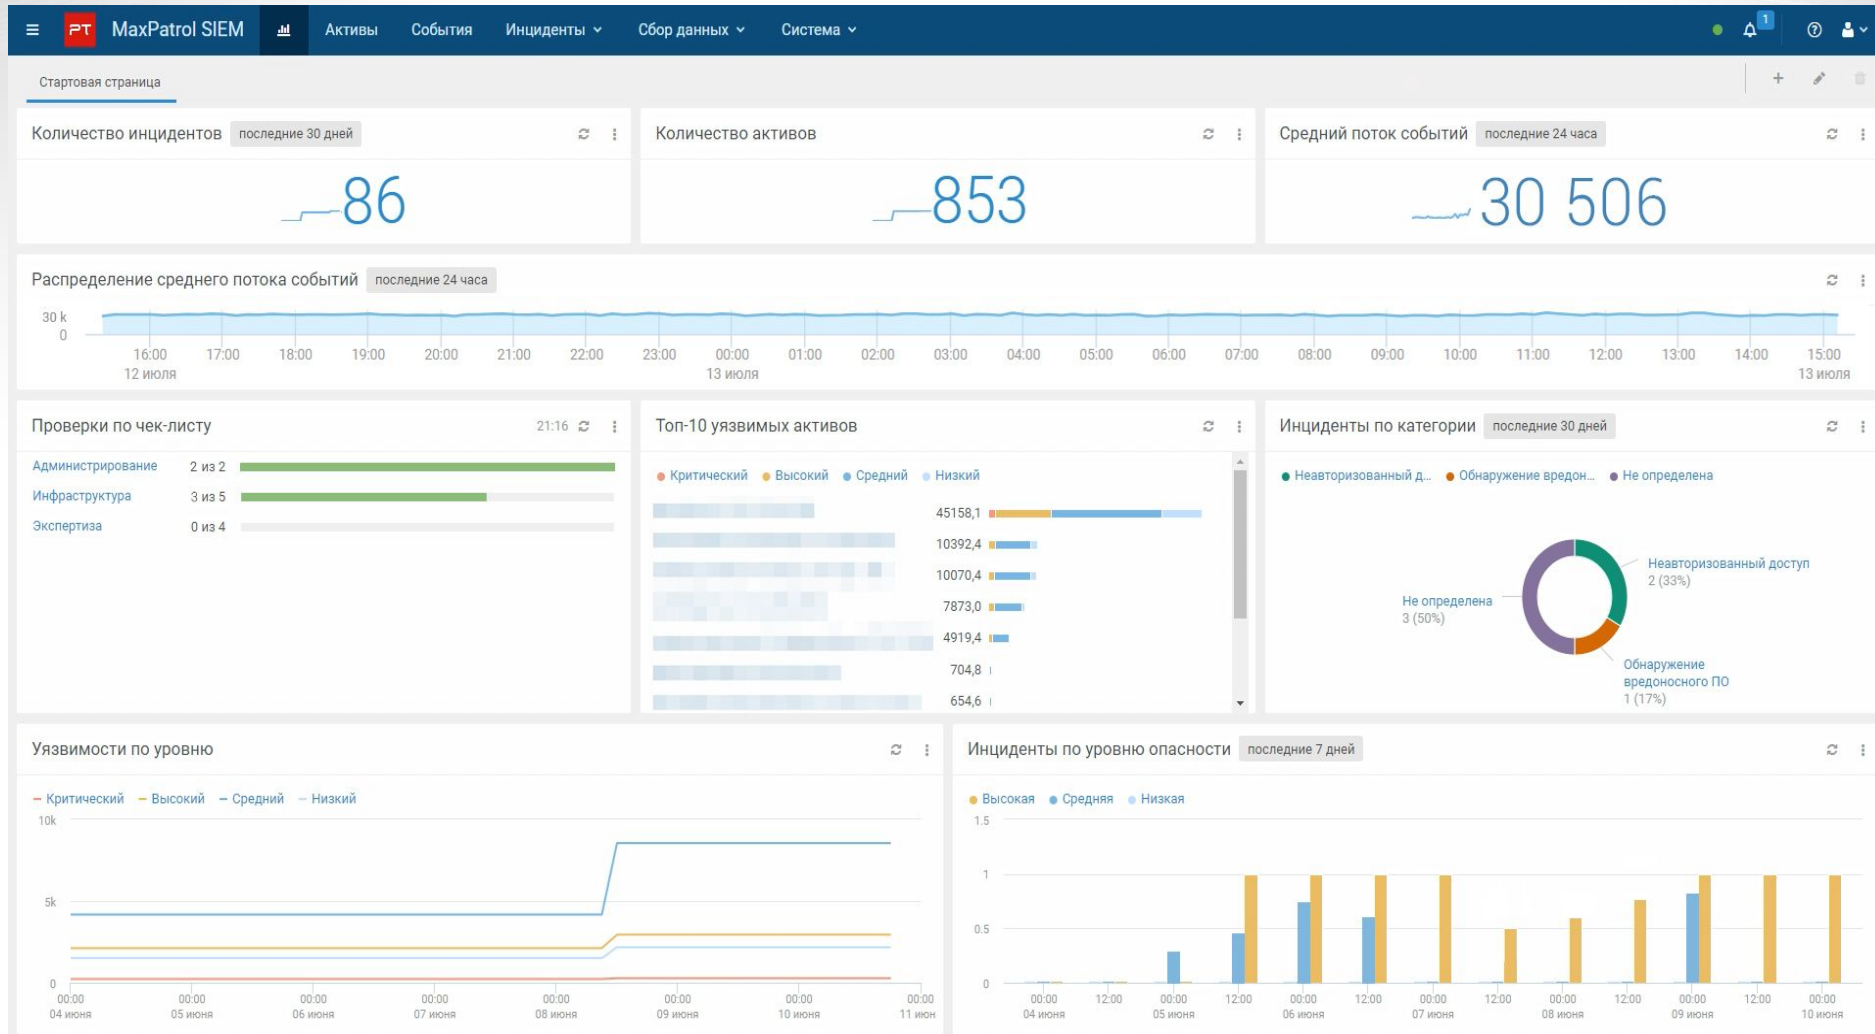 PT MaxPatrol SIEM Активы События Инциденты Сбор данных Система 1
Стартовая страница
Количество инцидентов последние 30 дней
86
Количество активов
853
Средний поток событий последние 24 часа
30 506
Распределение среднего потока событий последние 24 часа
30 k
0
16:00 17:00 18:00 19:00 20:00 21:00 22:00 23:00 00:00 01:00 02:00 03:00 04:00 05:00 06:00 07:00 08:00 09:00 10:00 11:00 12:00 13:00 14:00 15:00
12 июля 13 июля 13 июля
Проверки по чек-листу 21:16
Администрирование 2 из 2
Инфраструктура 3 из 5
Экспертиза 0 из 4
Топ-10 уязвимых активов
Критический Высокий Средний Низкий
45158,1
10392,4
10070,4
7873,0
4919,4
704,8
654,6
Инциденты по категории последние 30 дней
Неавторизованный д... Обнаружение вредон... Не определена
Неавторизованный доступ
2 (33%)
Не определена
3 (50%)
Обнаружение
вредоносного ПО
1 (17%)
Уязвимости по уровню
Критический Высокий Средний Низкий
10k
5k
0
00:00 00:00 00:00 00:00 00:00 00:00 00:00 00:00
04 июня 05 июня 06 июня 07 июня 08 июня 09 июня 10 июня 11 июн
Инциденты по уровню опасности последние 7 дней
Высокая Средняя Низкая
1.5
1
0.5
0
00:00 12:00 00:00 12:00 00:00 12:00 00:00 12:00 00:00 12:00 00:00 12:00 00:00
04 июня 05 июня 06 июня 07 июня 08 июня 09 июня 10 июня